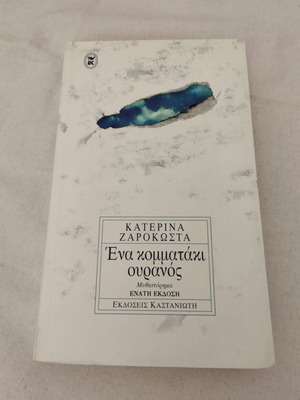 ΚΑΤΕΡΙΝΑ
ΖΑΡΟΚΩΣΤΑ
Ένα κομματάκι
ουρανός
Μυθιστόρημα
ΕΝΑΤΗ ΕΚΔΟΣΗ
ΕΚΔΟΣΕΙΣ ΚΑΣΤΑΝΙΩΤΗ